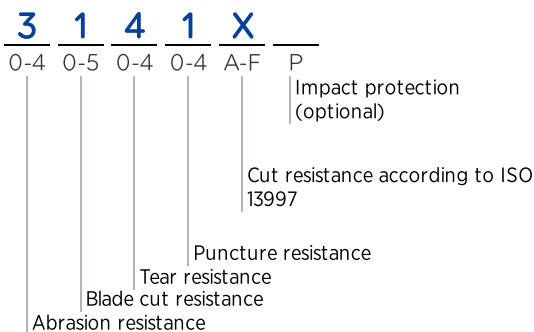 3 1 4 1 X
0-4 0-5 0-4 0-4 A-F P
Impact protection
(optional)
Cut resistance according to ISO
13997
Puncture resistance
Tear resistance
Blade cut resistance
Abrasion resistance